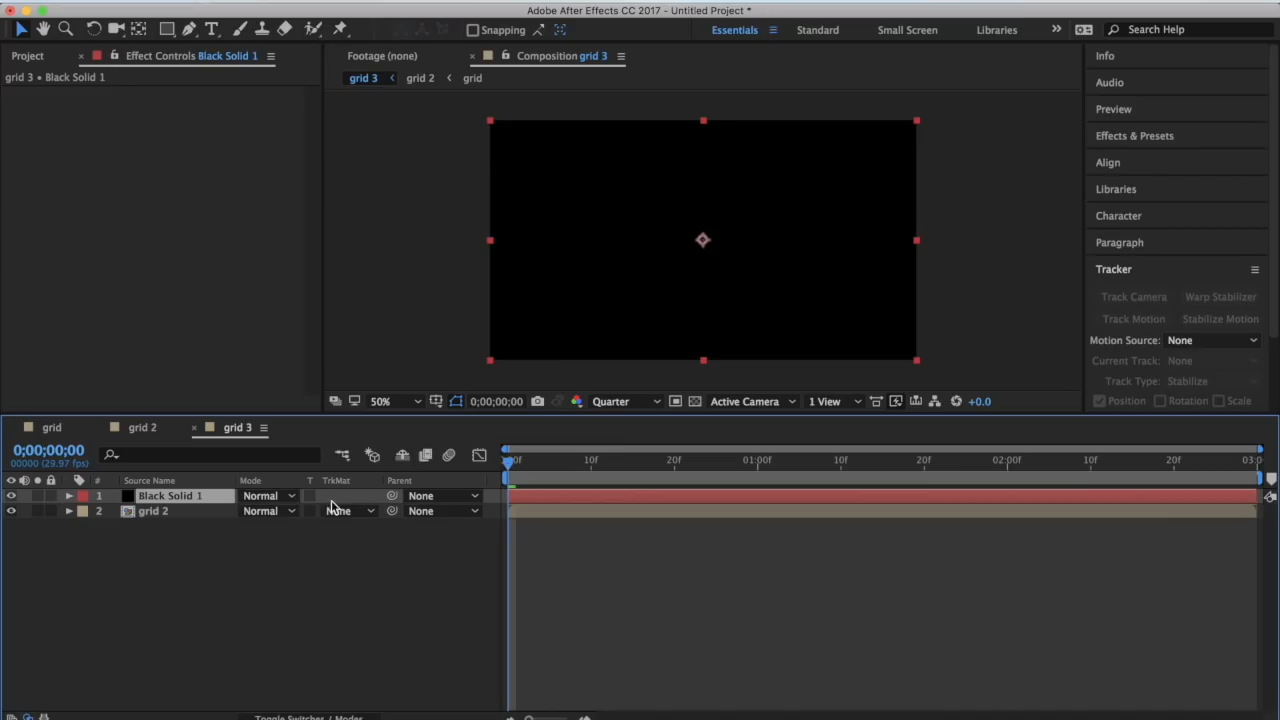 Adobe After Effects CC 2017 - Untitled Project *
Snapping
Essentials
Standard
Small Screen
Libraries
Search Help
Project
Effect Controls Black Solid 1
Footage (none)
Composition grid 3
Info
grid 3 • Black Solid 1
grid 3
grid 2
grid
Audio
Preview
Effects & Presets
Align
Libraries
Character
Paragraph
Tracker
Track Camera
Warp Stabilizer
Track Motion
Stabilize Motion
Motion Source: None
Current Track: None
Track Type: Stabilize
Position
Rotation
Scale
50%
0;00;00;00
Quarter
Active Camera
1 View
+0.0
grid
grid 2
grid 3
0;00;00;00
00000 (29.97 fps)
10f
20f
01:00f
10f
20f
02:00f
10f
20f
03:0
# Source Name Mode T TrkMat Parent
1 Black Solid 1 Normal None
2 grid 2 Normal None None
Toggle Switches / Modes